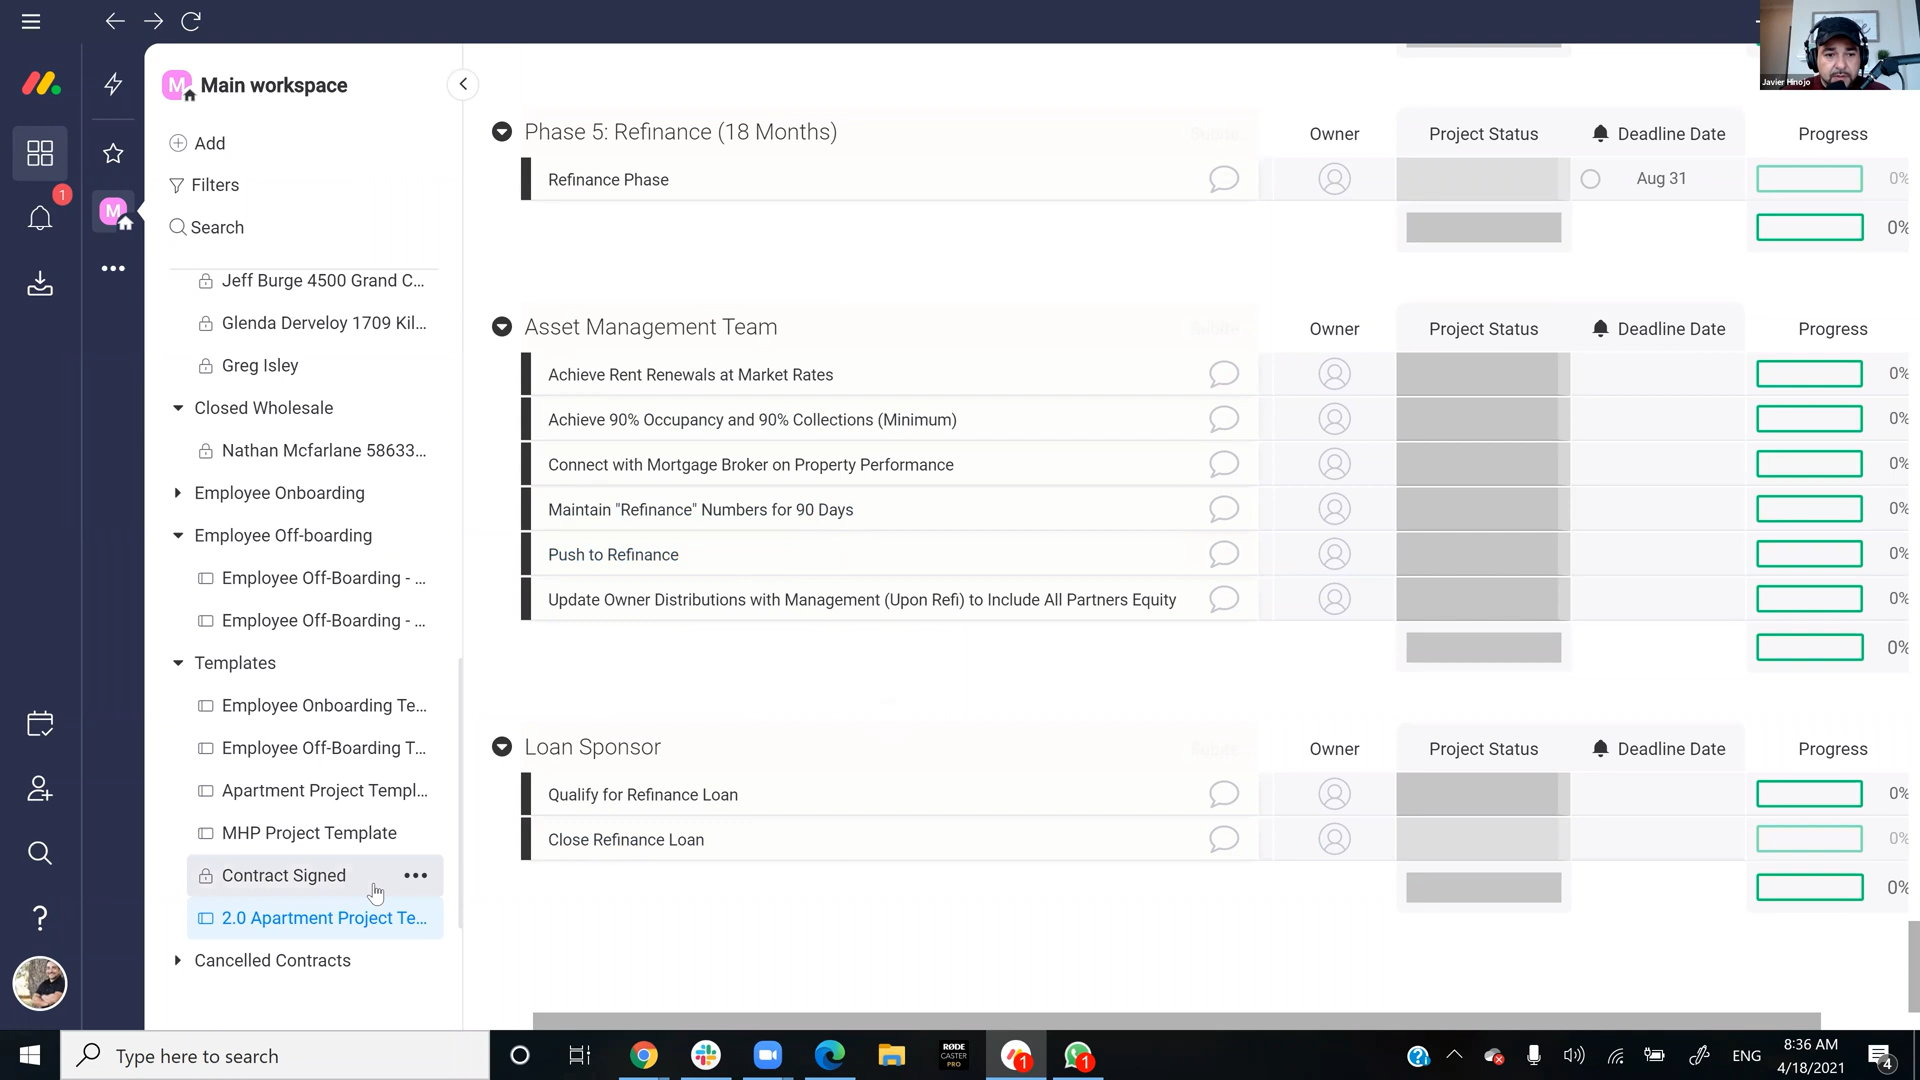 Javier Hinojo
M
Main workspace
Add
Filters
Search
1
M
Jeff Burge 4500 Grand C...
Glenda Derveloy 1709 Kil...
Greg Isley
Closed Wholesale
Nathan Mcfarlane 58633...
Employee Onboarding
Employee Off-boarding
Employee Off-Boarding - ...
Employee Off-Boarding - ...
Templates
Employee Onboarding Te...
Employee Off-Boarding T...
Apartment Project Templ...
MHP Project Template
Contract Signed
2.0 Apartment Project Te...
Cancelled Contracts
Phase 5: Refinance (18 Months) Owner Project Status Deadline Date Progress
Refinance Phase Aug 31 0%
0%
Asset Management Team Owner Project Status Deadline Date Progress
Achieve Rent Renewals at Market Rates 0%
Achieve 90% Occupancy and 90% Collections (Minimum) 0%
Connect with Mortgage Broker on Property Performance 0%
Maintain "Refinance" Numbers for 90 Days 0%
Push to Refinance 0%
Update Owner Distributions with Management (Upon Refi) to Include All Partners Equity 0%
0%
Loan Sponsor Owner Project Status Deadline Date Progress
Qualify for Refinance Loan 0%
Close Refinance Loan 0%
0%
Type here to search
RØDE
CASTER
PRO
1
1
ENG
8:36 AM
4/18/2021
4